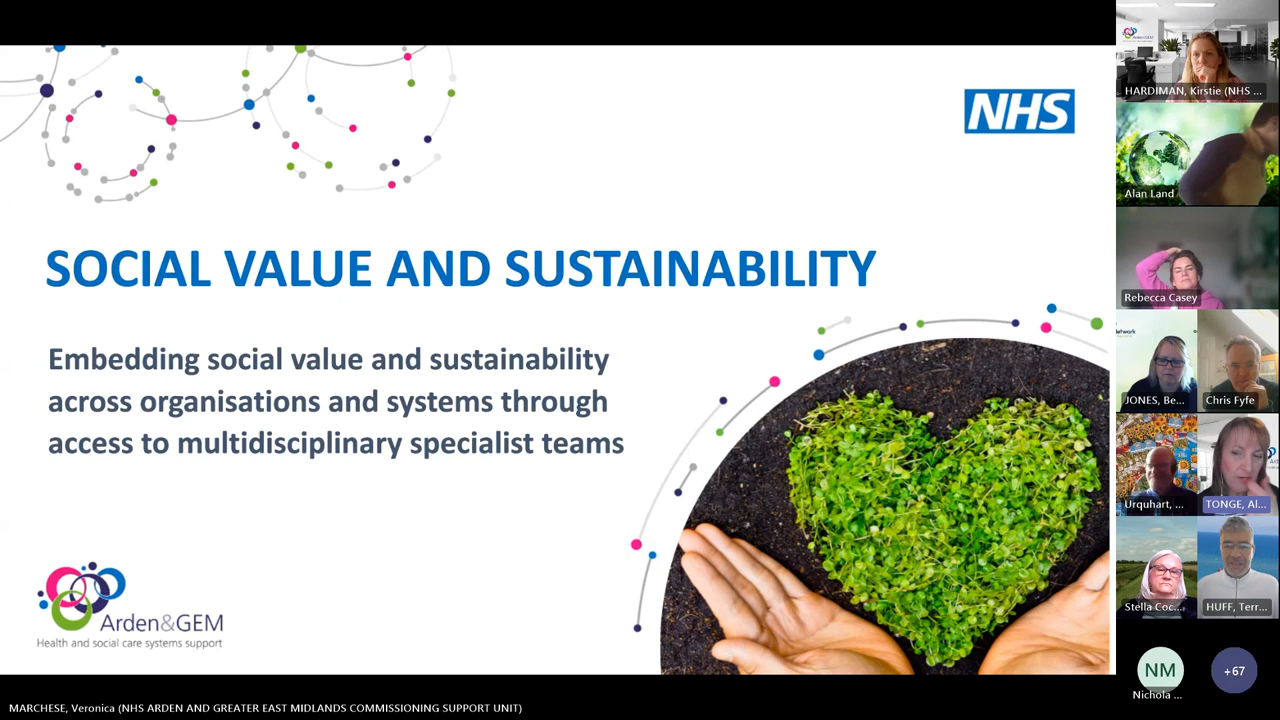 NHS
SOCIAL VALUE AND SUSTAINABILITY
Embedding social value and sustainability
across organisations and systems through
access to multidisciplinary specialist teams
Arden&GEM
Health and social care systems support
HARDIMAN, Kirstie (NHS ...
Alan Land
Rebecca Casey
JONES, Be...
Chris Fyfe
Urquhart, ...
TONGE, Al...
Stella Coc...
HUFF, Terr...
NM
Nichola ...
+67
MARCHESE, Veronica (NHS ARDEN AND GREATER EAST MIDLANDS COMMISSIONING SUPPORT UNIT)